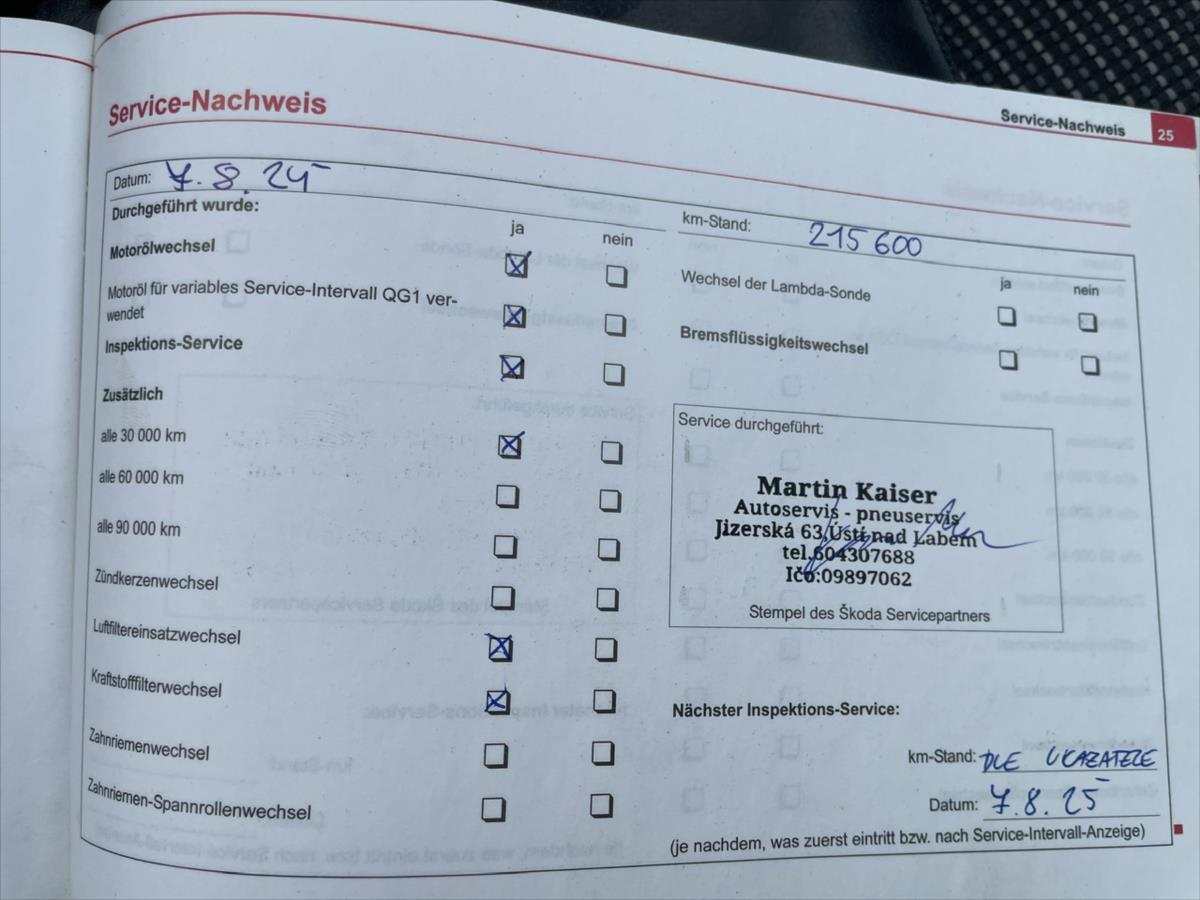 Service-Nachweis
Service-Nachweis 25
Datum: 7.8.24
Durchgeführt wurde:
ja nein
Motorölwechsel
Motoröl für variables Service-Intervall QG1 ver-
wendet
Inspektions-Service
Zusätzlich
alle 30 000 km
alle 60 000 km
alle 90 000 km
Zündkerzenwechsel
Luftfiltereinsatzwechsel
Kraftstofffilterwechsel
Zahnriemenwechsel
Zahnriemen-Spannrollenwechsel
km-Stand: 215 600
ja nein
Wechsel der Lambda-Sonde
Bremsflüssigkeitswechsel
Service durchgeführt:
Martin Kaiser
Autoservis - pneuservis
Jizerská 63,Ústí nad Labem
tel.604307688
Ičo:09897062
Stempel des Škoda Servicepartners
Nächster Inspektions-Service:
km-Stand: DLE UKAZATELE
Datum: 7.8.25
(je nachdem, was zuerst eintritt bzw. nach Service-Intervall-Anzeige)